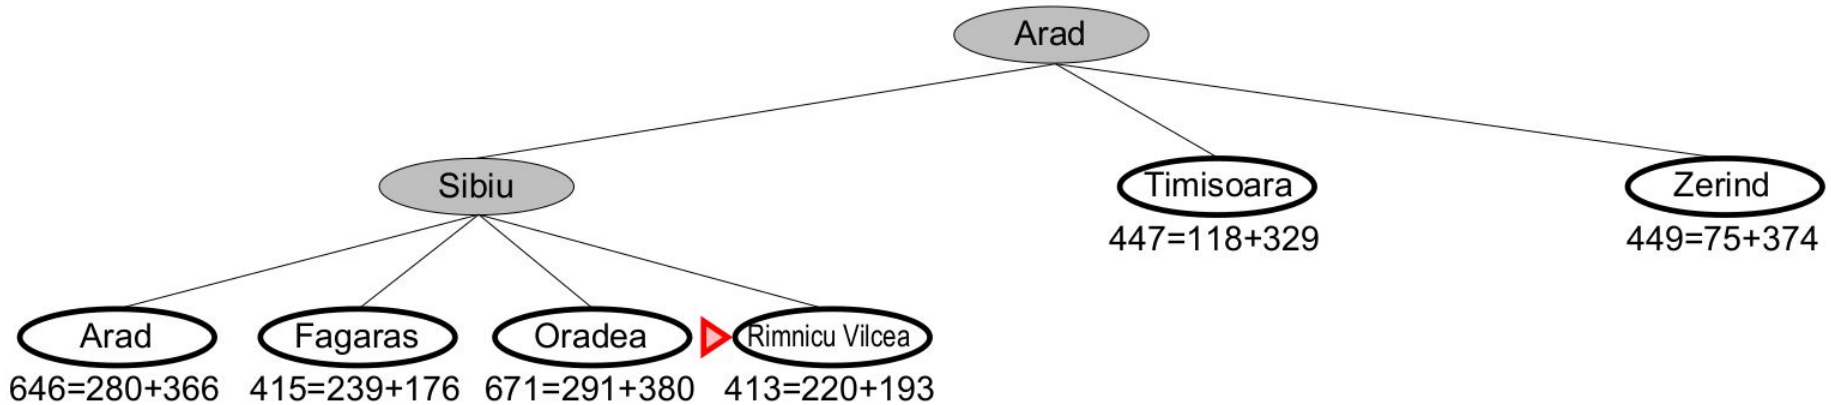 Arad
Sibiu
Timisoara
Zerind
447=118+329
449=75+374
Arad
Fagaras
Oradea
Rimnicu Vilcea
646=280+366
415=239+176
671=291+380
413=220+193